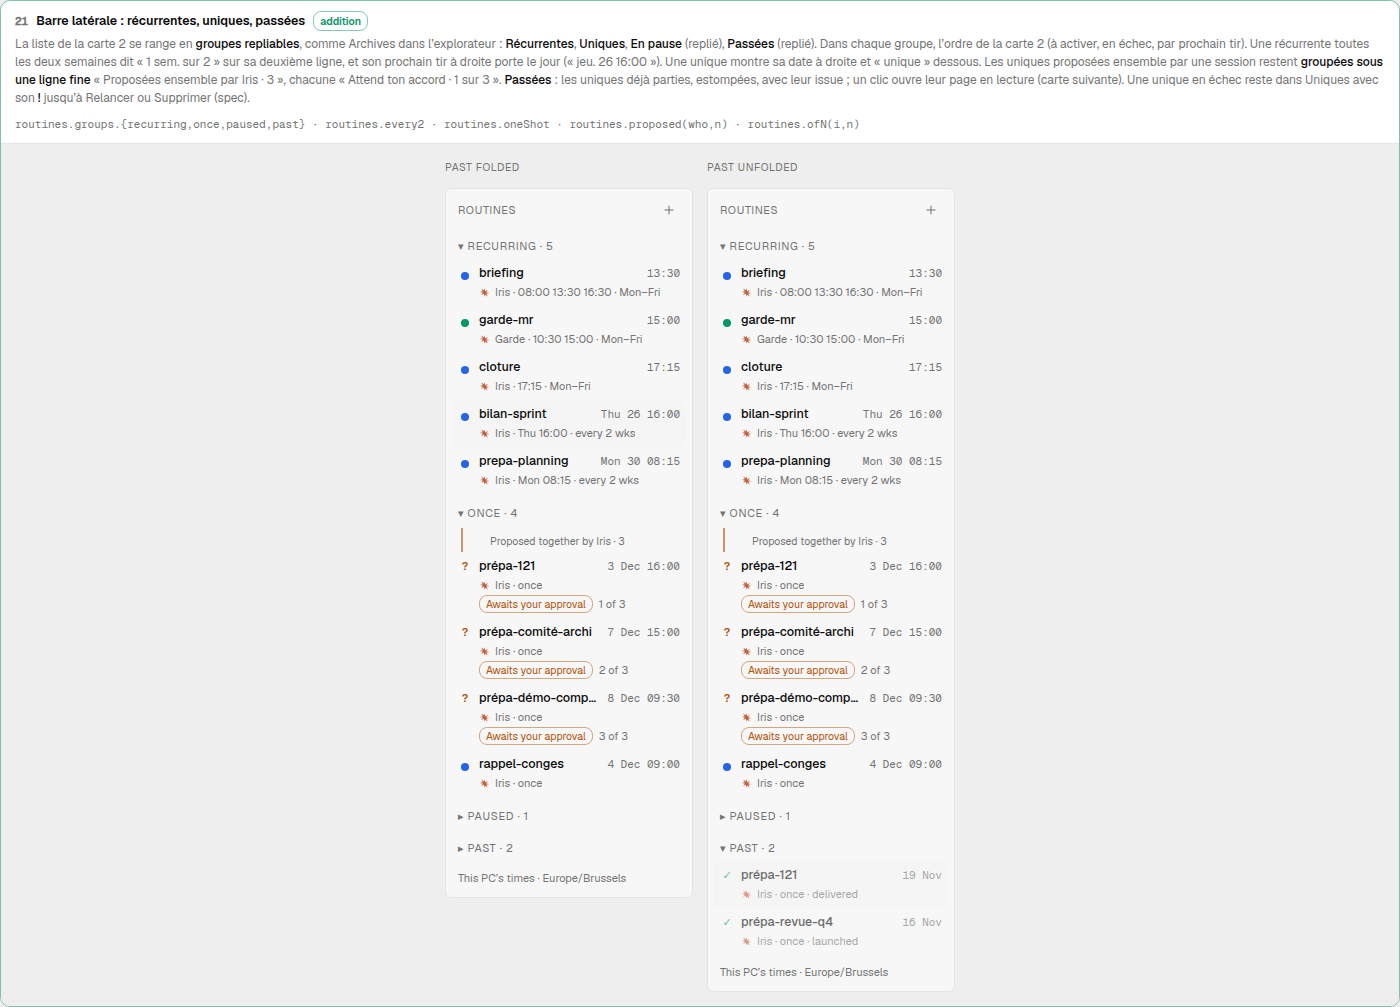 21 Barre latérale : récurrentes, uniques, passées addition
La liste de la carte 2 se range en groupes repliables, comme Archives dans l'explorateur : Récurrentes, Uniques, En pause (replié), Passées (replié). Dans chaque groupe, l'ordre de la carte 2 (à activer, en échec, par prochain tir). Une récurrente toutes
les deux semaines dit « 1 sem. sur 2 » sur sa deuxième ligne, et son prochain tir à droite porte le jour (« jeu. 26 16:00 »). Une unique montre sa date à droite et « unique » dessous. Les uniques proposées ensemble par une session restent groupées sous
une ligne fine « Proposées ensemble par Iris · 3 », chacune « Attend ton accord · 1 sur 3 ». Passées : les uniques déjà parties, estompées, avec leur issue ; un clic ouvre leur page en lecture (carte suivante). Une unique en échec reste dans Uniques avec
son ! jusqu'à Relancer ou Supprimer (spec).
routines.groups.{recurring,once,paused,past} · routines.every2 · routines.oneShot · routines.proposed(who,n) · routines.ofN(i,n)
PAST FOLDED
ROUTINES +
▾ RECURRING · 5
briefing 13:30
Iris · 08:00 13:30 16:30 · Mon–Fri
garde-mr 15:00
Garde · 10:30 15:00 · Mon–Fri
cloture 17:15
Iris · 17:15 · Mon–Fri
bilan-sprint Thu 26 16:00
Iris · Thu 16:00 · every 2 wks
prepa-planning Mon 30 08:15
Iris · Mon 08:15 · every 2 wks
▾ ONCE · 4
Proposed together by Iris · 3
? prépa-121 3 Dec 16:00
Iris · once
Awaits your approval 1 of 3
? prépa-comité-archi 7 Dec 15:00
Iris · once
Awaits your approval 2 of 3
? prépa-démo-comp… 8 Dec 09:30
Iris · once
Awaits your approval 3 of 3
rappel-conges 4 Dec 09:00
Iris · once
▸ PAUSED · 1
▸ PAST · 2
This PC's times · Europe/Brussels
PAST UNFOLDED
ROUTINES +
▾ RECURRING · 5
briefing 13:30
Iris · 08:00 13:30 16:30 · Mon–Fri
garde-mr 15:00
Garde · 10:30 15:00 · Mon–Fri
cloture 17:15
Iris · 17:15 · Mon–Fri
bilan-sprint Thu 26 16:00
Iris · Thu 16:00 · every 2 wks
prepa-planning Mon 30 08:15
Iris · Mon 08:15 · every 2 wks
▾ ONCE · 4
Proposed together by Iris · 3
? prépa-121 3 Dec 16:00
Iris · once
Awaits your approval 1 of 3
? prépa-comité-archi 7 Dec 15:00
Iris · once
Awaits your approval 2 of 3
? prépa-démo-comp… 8 Dec 09:30
Iris · once
Awaits your approval 3 of 3
rappel-conges 4 Dec 09:00
Iris · once
▸ PAUSED · 1
▾ PAST · 2
✓ prépa-121 19 Nov
Iris · once · delivered
✓ prépa-revue-q4 16 Nov
Iris · once · launched
This PC's times · Europe/Brussels